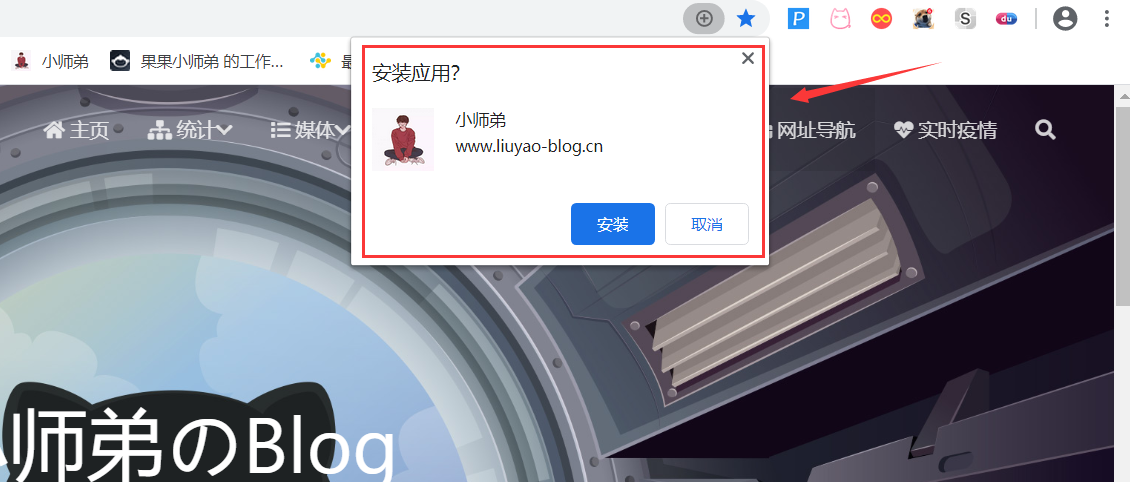 小师弟
果果小师弟 的工作...
安装应用?
小师弟
www.liuyao-blog.cn
安装
取消
主页
统计
媒体
网址导航
实时疫情
师弟のBlog
P
S
du